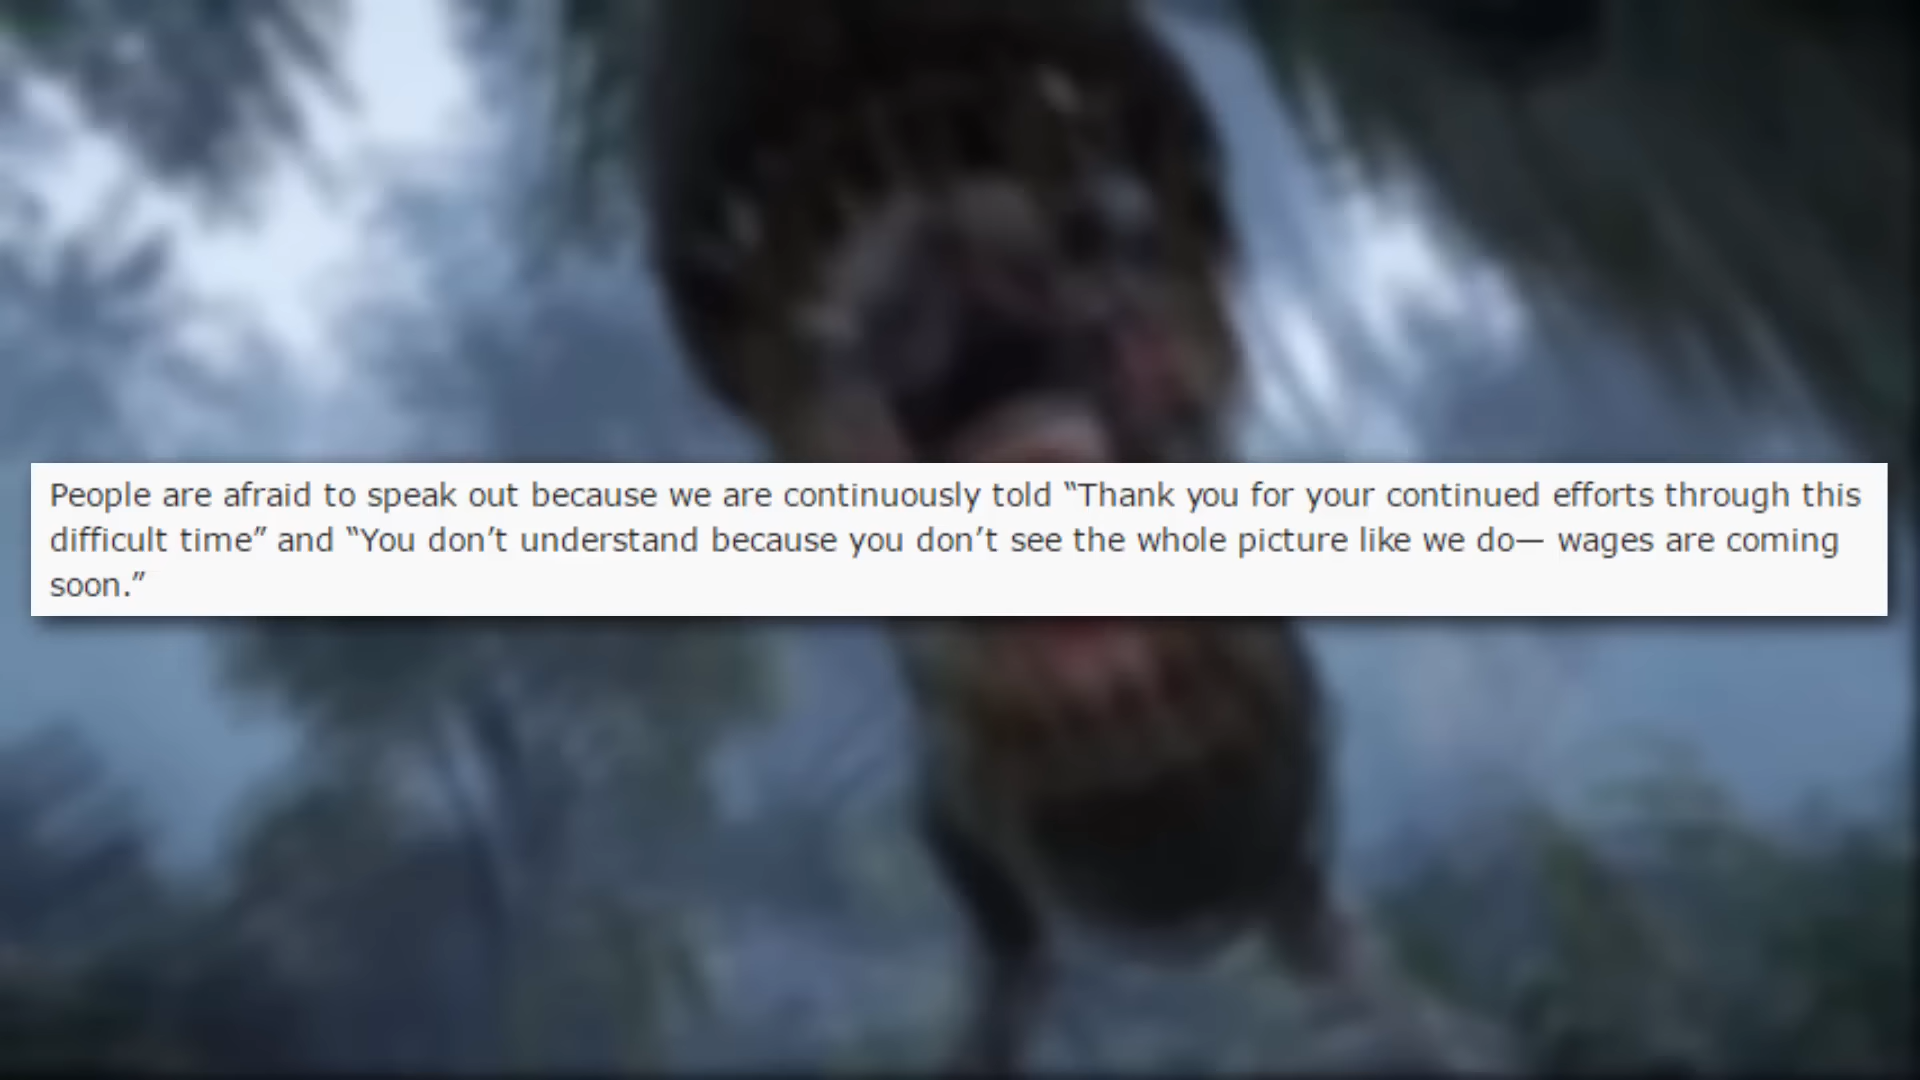 People are afraid to speak out because we are continuously told “Thank you for your continued efforts through this
difficult time” and “You don’t understand because you don’t see the whole picture like we do— wages are coming
soon.”